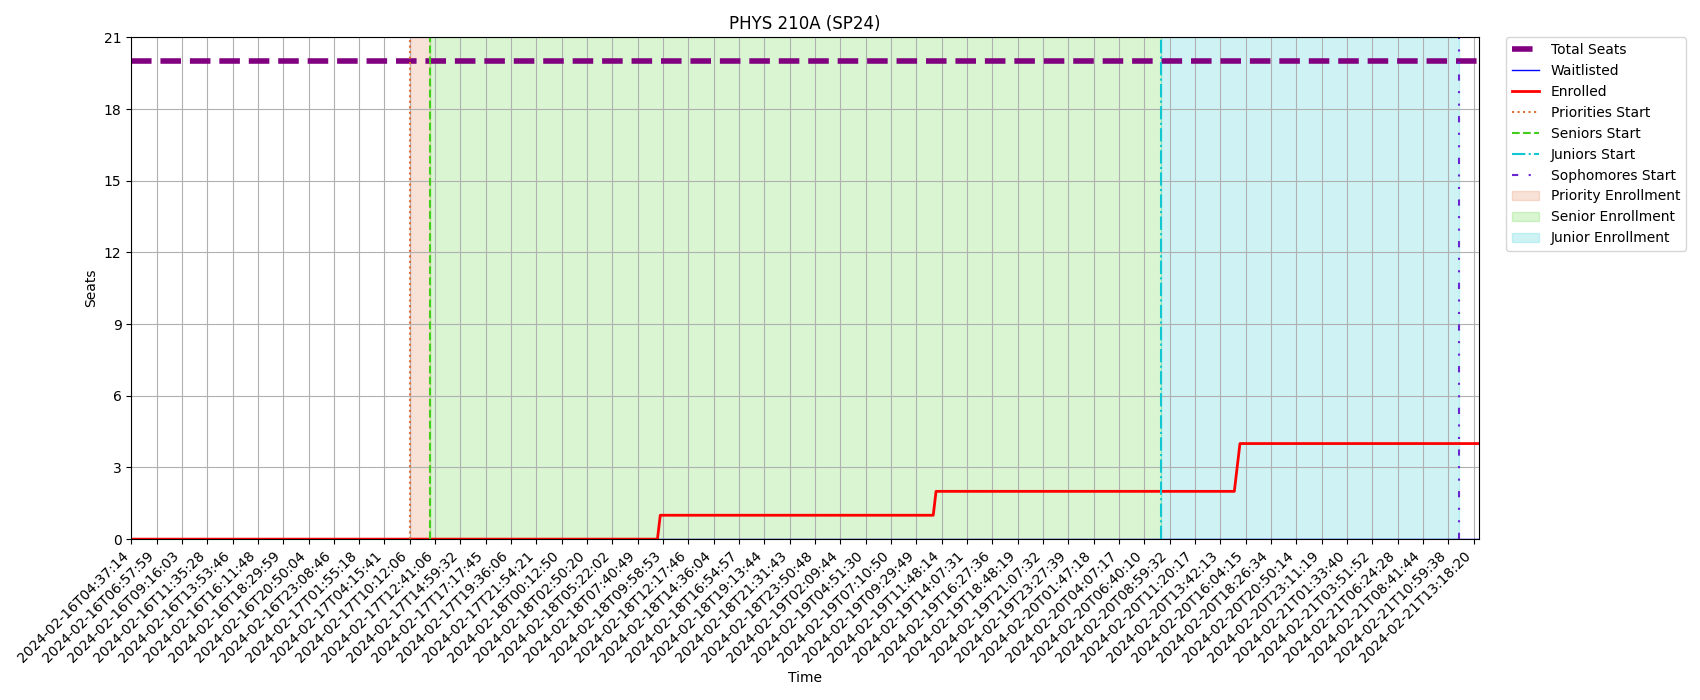 PHYS 210A (SP24)
21
18
15
12
9
6
3
0
Seats
2024-02-16T04:37:14
2024-02-16T06:57:59
2024-02-16T09:16:03
2024-02-16T11:35:28
2024-02-16T13:53:46
2024-02-16T16:11:48
2024-02-16T18:29:59
2024-02-16T20:50:04
2024-02-16T23:08:46
2024-02-17T01:55:18
2024-02-17T04:15:41
2024-02-17T10:12:06
2024-02-17T12:41:06
2024-02-17T14:59:32
2024-02-17T17:17:45
2024-02-17T19:36:06
2024-02-17T21:54:21
2024-02-18T00:12:50
2024-02-18T02:50:20
2024-02-18T05:22:02
2024-02-18T07:40:49
2024-02-18T09:58:53
2024-02-18T12:17:46
2024-02-18T14:36:04
2024-02-18T16:54:57
2024-02-18T19:13:44
2024-02-18T21:31:43
2024-02-18T23:50:48
2024-02-19T02:09:44
2024-02-19T04:51:30
2024-02-19T07:10:50
2024-02-19T09:29:49
2024-02-19T11:48:14
2024-02-19T14:07:31
2024-02-19T16:27:36
2024-02-19T18:48:19
2024-02-19T21:07:32
2024-02-19T23:27:39
2024-02-20T01:47:18
2024-02-20T04:07:17
2024-02-20T06:40:10
2024-02-20T08:59:32
2024-02-20T11:20:17
2024-02-20T13:42:13
2024-02-20T16:04:15
2024-02-20T18:26:34
2024-02-20T20:50:14
2024-02-20T23:11:19
2024-02-21T01:33:40
2024-02-21T03:51:52
2024-02-21T06:24:28
2024-02-21T08:41:44
2024-02-21T10:59:38
2024-02-21T13:18:20
Time
Total Seats
Waitlisted
Enrolled
Priorities Start
Seniors Start
Juniors Start
Sophomores Start
Priority Enrollment
Senior Enrollment
Junior Enrollment